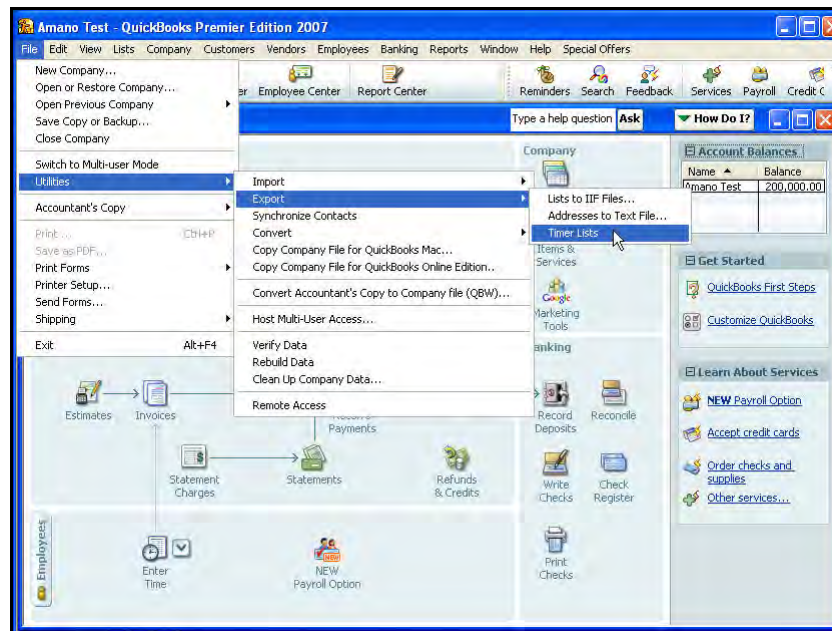 Amano Test - QuickBooks Premier Edition 2007
File Edit View Lists Company Customers Vendors Employees Banking Reports Window Help Special Offers
New Company...
Open or Restore Company...
Open Previous Company
Save Copy or Backup...
Close Company
Switch to Multi-user Mode
Utilities
Accountant's Copy
Print... Ctrl+P
Save as PDF...
Print Forms
Printer Setup...
Send Forms...
Shipping
Exit Alt+F4
er Employee Center Report Center Reminders Search Feedback Services Payroll Credit C
Type a help question Ask How Do I?
Import
Export
Synchronize Contacts
Convert
Copy Company File for QuickBooks Mac...
Copy Company File for QuickBooks Online Edition..
Convert Accountant's Copy to Company file (QBW)...
Host Multi-User Access...
Verify Data
Rebuild Data
Clean Up Company Data...
Remote Access
Lists to IIF Files...
Addresses to Text File...
Timer Lists
Company
Items &
Services
Google
Marketing
Tools
anking
Record
Deposits
Reconcile
Write
Checks
Check
Register
Print
Checks
Estimates
Invoices
Payments
Statement
Charges
Statements
Refunds
& Credits
Employees
Enter
Time
NEW
Payroll Option
Account Balances
Name Balance
Amano Test 200,000.00
Get Started
QuickBooks First Steps
Customize QuickBooks
Learn About Services
NEW Payroll Option
Accept credit cards
Order checks and
supplies
Other services...